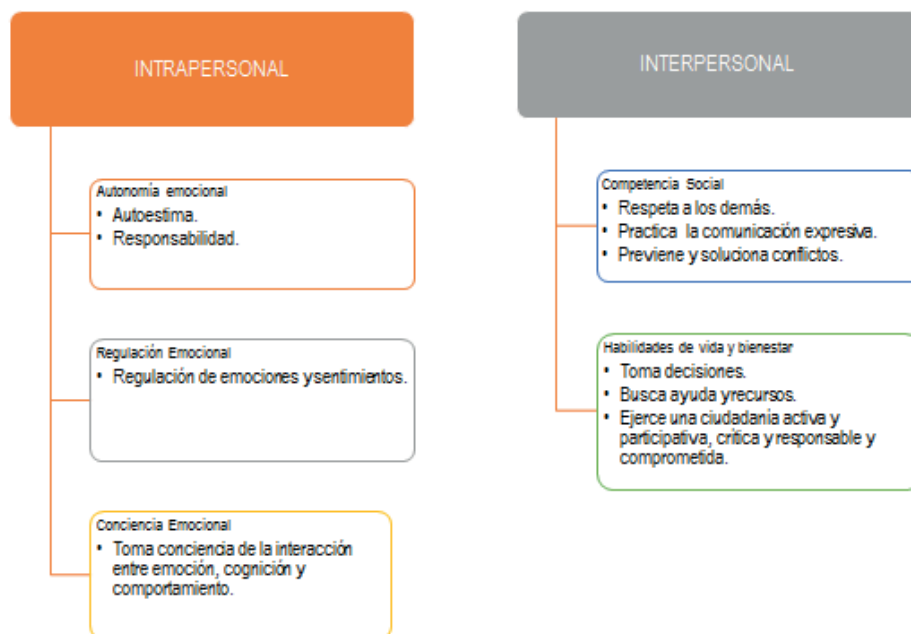 INTRAPERSONAL
Autonomía emocional
• Autoestima.
• Responsabilidad.
Regulación Emocional
• Regulación de emociones y sentimientos.
Conciencia Emocional
• Toma conciencia de la interacción
entre emoción, cognición y
comportamiento.
INTERPERSONAL
Competencia Social
• Respeta a los demás.
• Practica la comunicación expresiva.
• Previene y soluciona conflictos.
Habilidades de vida y bienestar
• Toma decisiones.
• Busca ayuda y recursos.
• Ejerce una ciudadanía activa y
participativa, crítica y responsable y
comprometida.